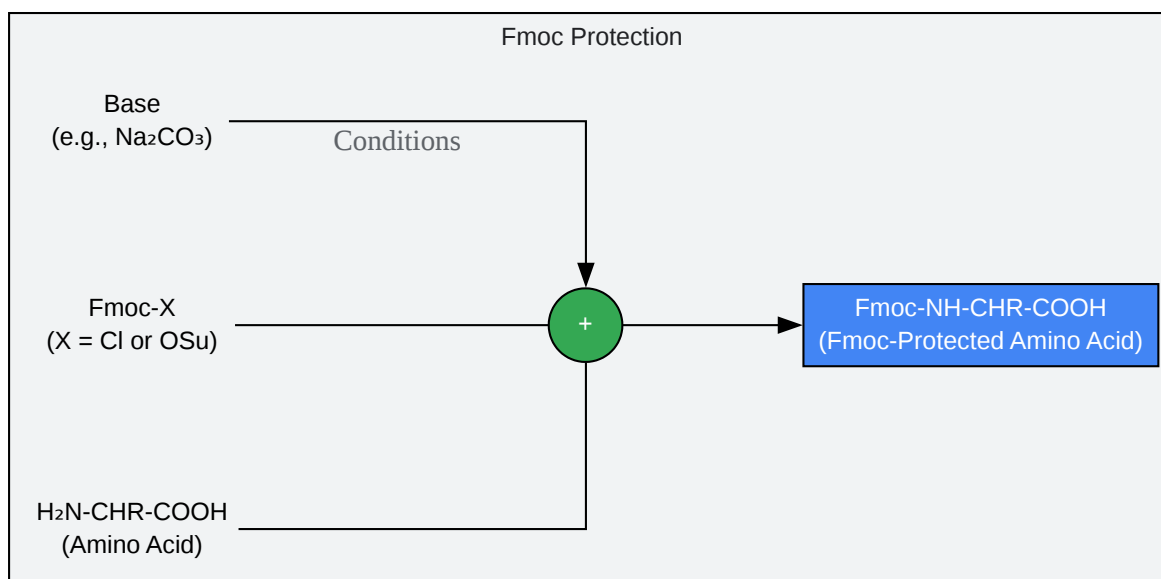 Fmoc Protection
Base
(e.g., Na₂CO₃)
Conditions
Fmoc-X
(X = Cl or OSu)
+
Fmoc-NH-CHR-COOH
(Fmoc-Protected Amino Acid)
H₂N-CHR-COOH
(Amino Acid)